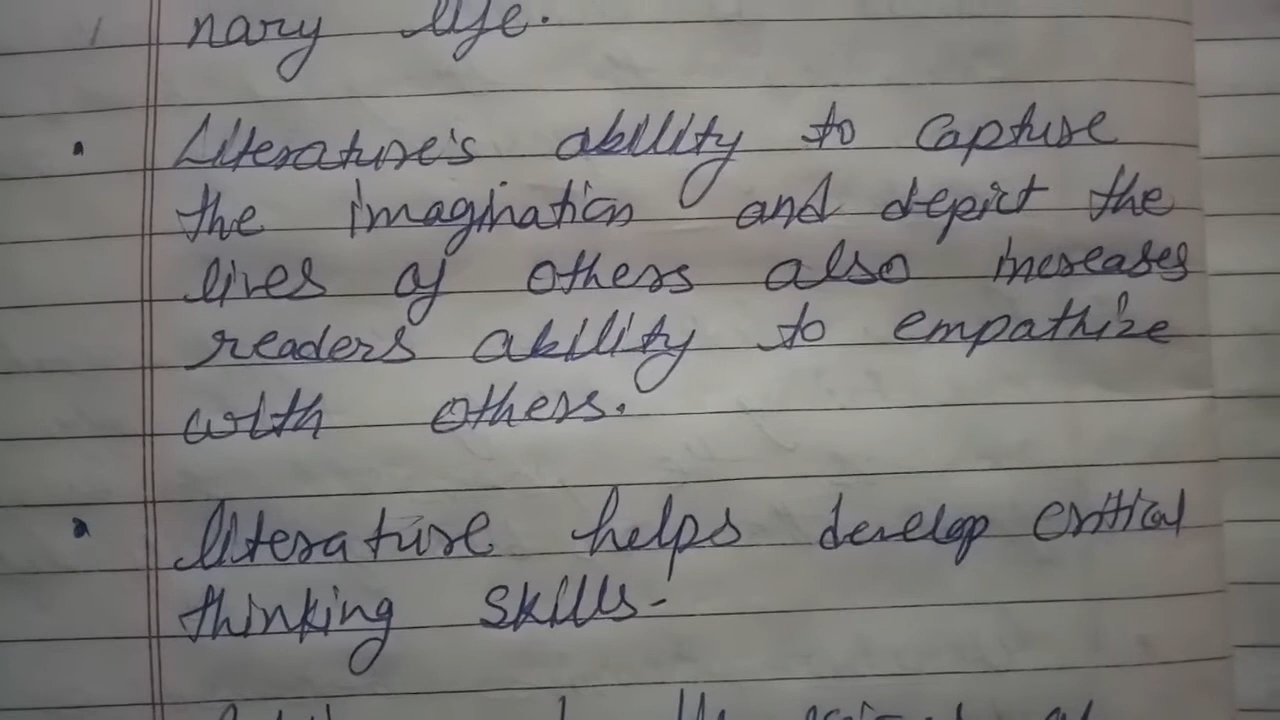 nary life.
• Literature's ability to capture
the imagination and depict the
lives of others also increases
readers ability to empathize
with others.
• literature helps develop critical
thinking skills.